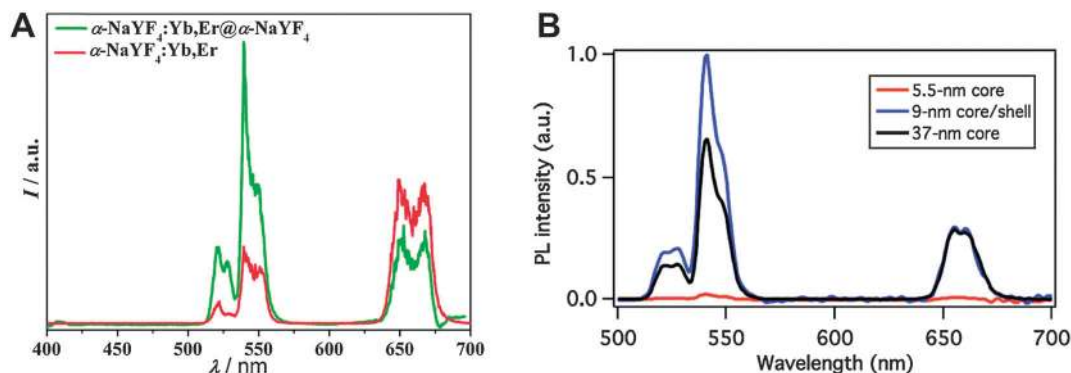 A
α-NaYF₄:Yb,Er@α-NaYF₄
α-NaYF₄:Yb,Er
I / a.u.
400 450 500 550 600 650 700
λ / nm
B
5.5-nm core
9-nm core/shell
37-nm core
PL intensity (a.u.)
1.0
0.5
0.0
500 550 600 650 700
Wavelength (nm)